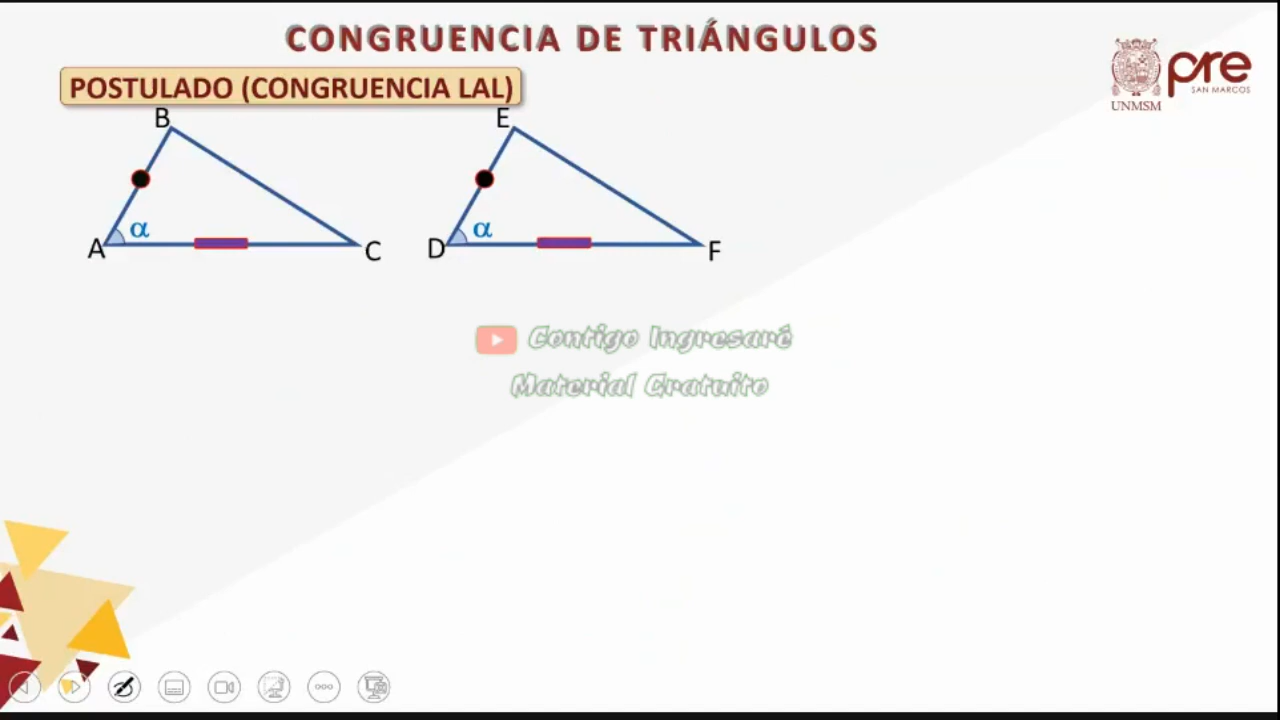 CONGRUENCIA DE TRIÁNGULOS
pre
SAN MARCOS
UNMSM
POSTULADO (CONGRUENCIA LAL)
B
E
α
α
A
C
D
F
Contigo Ingresaré
Material Gratuito